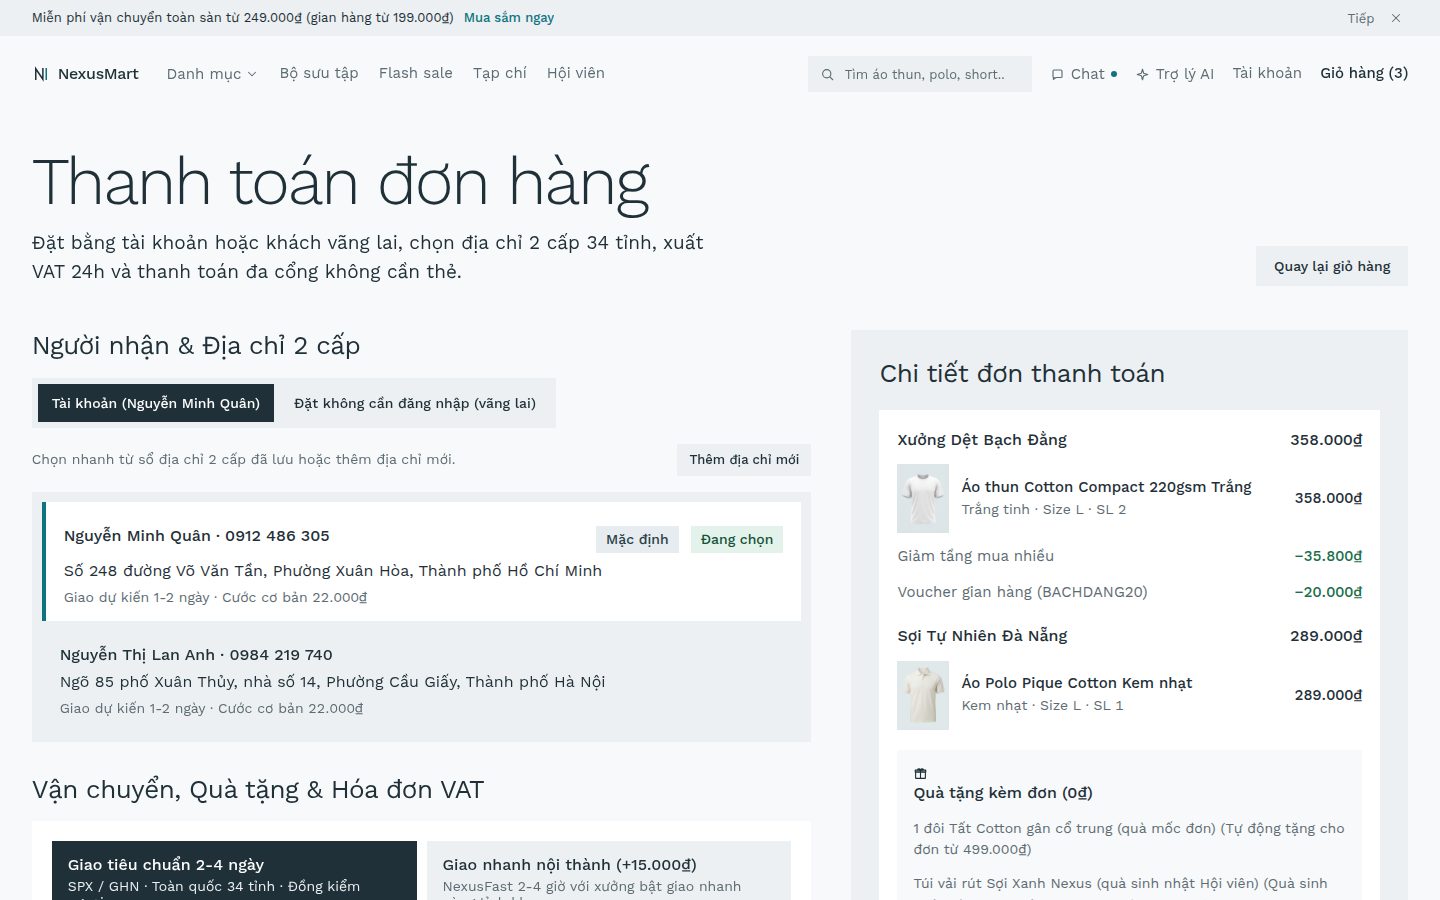 Miễn phí vận chuyển toàn sàn từ 249.000₫ (gian hàng từ 199.000₫) Mua sắm ngay
Tiếp
NexusMart Danh mục Bộ sưu tập Flash sale Tạp chí Hội viên
Tìm áo thun, polo, short.. Chat Trợ lý AI Tài khoản Giỏ hàng (3)
Thanh toán đơn hàng
Đặt bằng tài khoản hoặc khách vãng lai, chọn địa chỉ 2 cấp 34 tỉnh, xuất
VAT 24h và thanh toán đa cổng không cần thẻ.
Quay lại giỏ hàng
Người nhận & Địa chỉ 2 cấp
Tài khoản (Nguyễn Minh Quân) Đặt không cần đăng nhập (vãng lai)
Chọn nhanh từ sổ địa chỉ 2 cấp đã lưu hoặc thêm địa chỉ mới.
Thêm địa chỉ mới
Nguyễn Minh Quân · 0912 486 305
Mặc định Đang chọn
Số 248 đường Võ Văn Tần, Phường Xuân Hòa, Thành phố Hồ Chí Minh
Giao dự kiến 1-2 ngày · Cước cơ bản 22.000₫
Nguyễn Thị Lan Anh · 0984 219 740
Ngõ 85 phố Xuân Thủy, nhà số 14, Phường Cầu Giấy, Thành phố Hà Nội
Giao dự kiến 1-2 ngày · Cước cơ bản 22.000₫
Vận chuyển, Quà tặng & Hóa đơn VAT
Giao tiêu chuẩn 2-4 ngày
SPX / GHN · Toàn quốc 34 tỉnh · Đồng kiểm
Giao nhanh nội thành (+15.000₫)
NexusFast 2-4 giờ với xưởng bật giao nhanh
Chi tiết đơn thanh toán
Xưởng Dệt Bạch Đằng 358.000₫
Áo thun Cotton Compact 220gsm Trắng
Trắng tinh · Size L · SL 2
358.000₫
Giảm tầng mua nhiều −35.800₫
Voucher gian hàng (BACHDANG20) −20.000₫
Sợi Tự Nhiên Đà Nẵng 289.000₫
Áo Polo Pique Cotton Kem nhạt
Kem nhạt · Size L · SL 1
289.000₫
Quà tặng kèm đơn (0₫)
1 đôi Tất Cotton gân cổ trung (quà mốc đơn) (Tự động tặng cho
đơn từ 499.000₫)
Túi vải rút Sợi Xanh Nexus (quà sinh nhật Hội viên) (Quà sinh